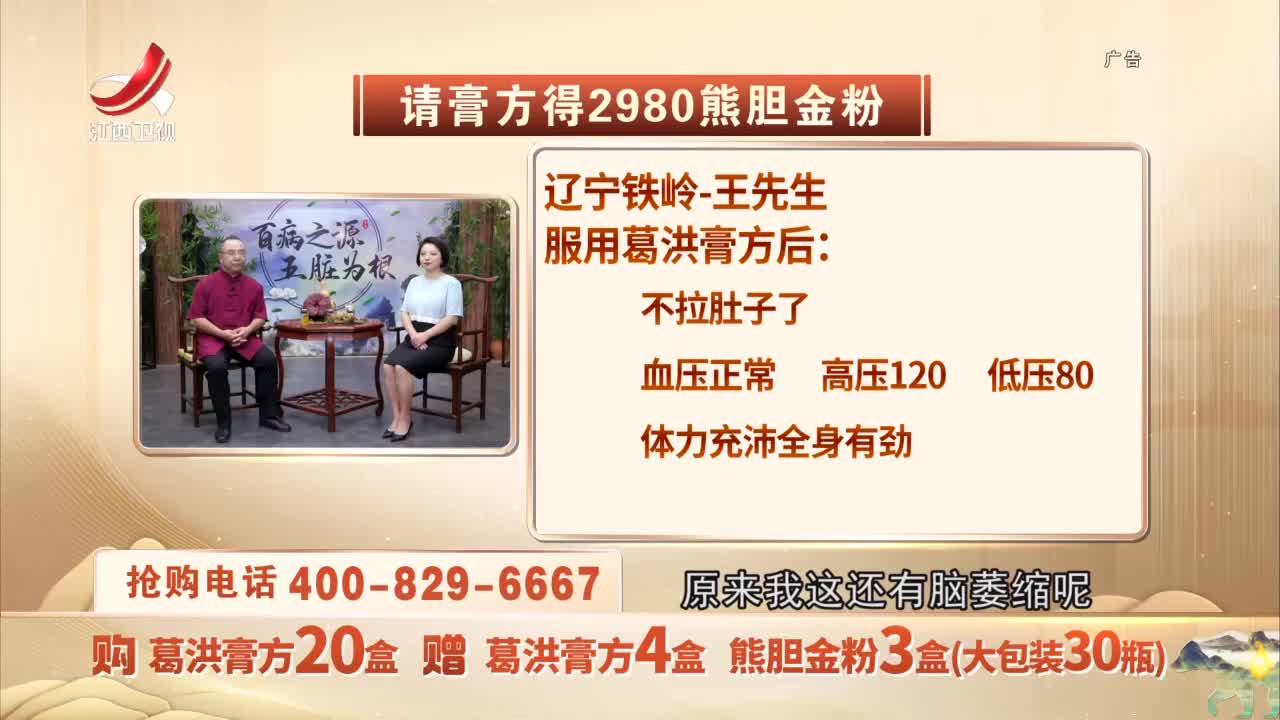 江西卫视
广告
请膏方得2980熊胆金粉
百病之源
五脏为根
辽宁铁岭-王先生
服用葛洪膏方后：
不拉肚子了
血压正常 高压120 低压80
体力充沛全身有劲
抢购电话 400-829-6667
原来我这还有脑萎缩呢
购 葛洪膏方20盒 赠 葛洪膏方4盒 熊胆金粉3盒(大包装30瓶)